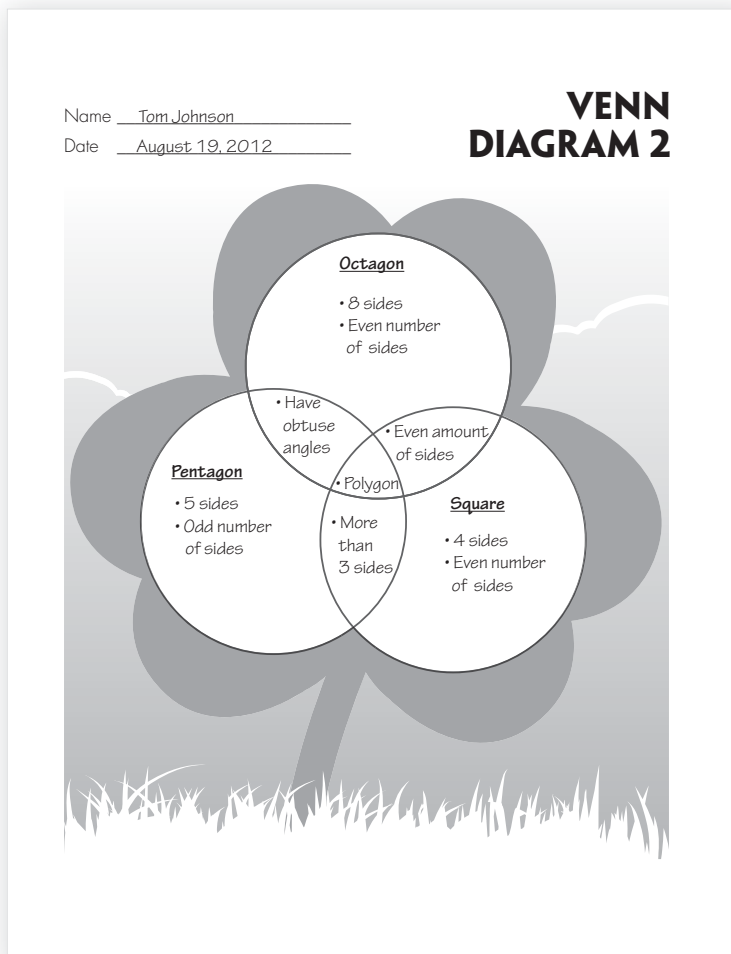 Name Tom Johnson
Date August 19, 2012
VENN
DIAGRAM 2
Octagon
• 8 sides
• Even number
of sides
• Have
obtuse
angles
• Even amount
of sides
Pentagon
• 5 sides
• Odd number
of sides
• Polygon
• More
than
3 sides
Square
• 4 sides
• Even number
of sides